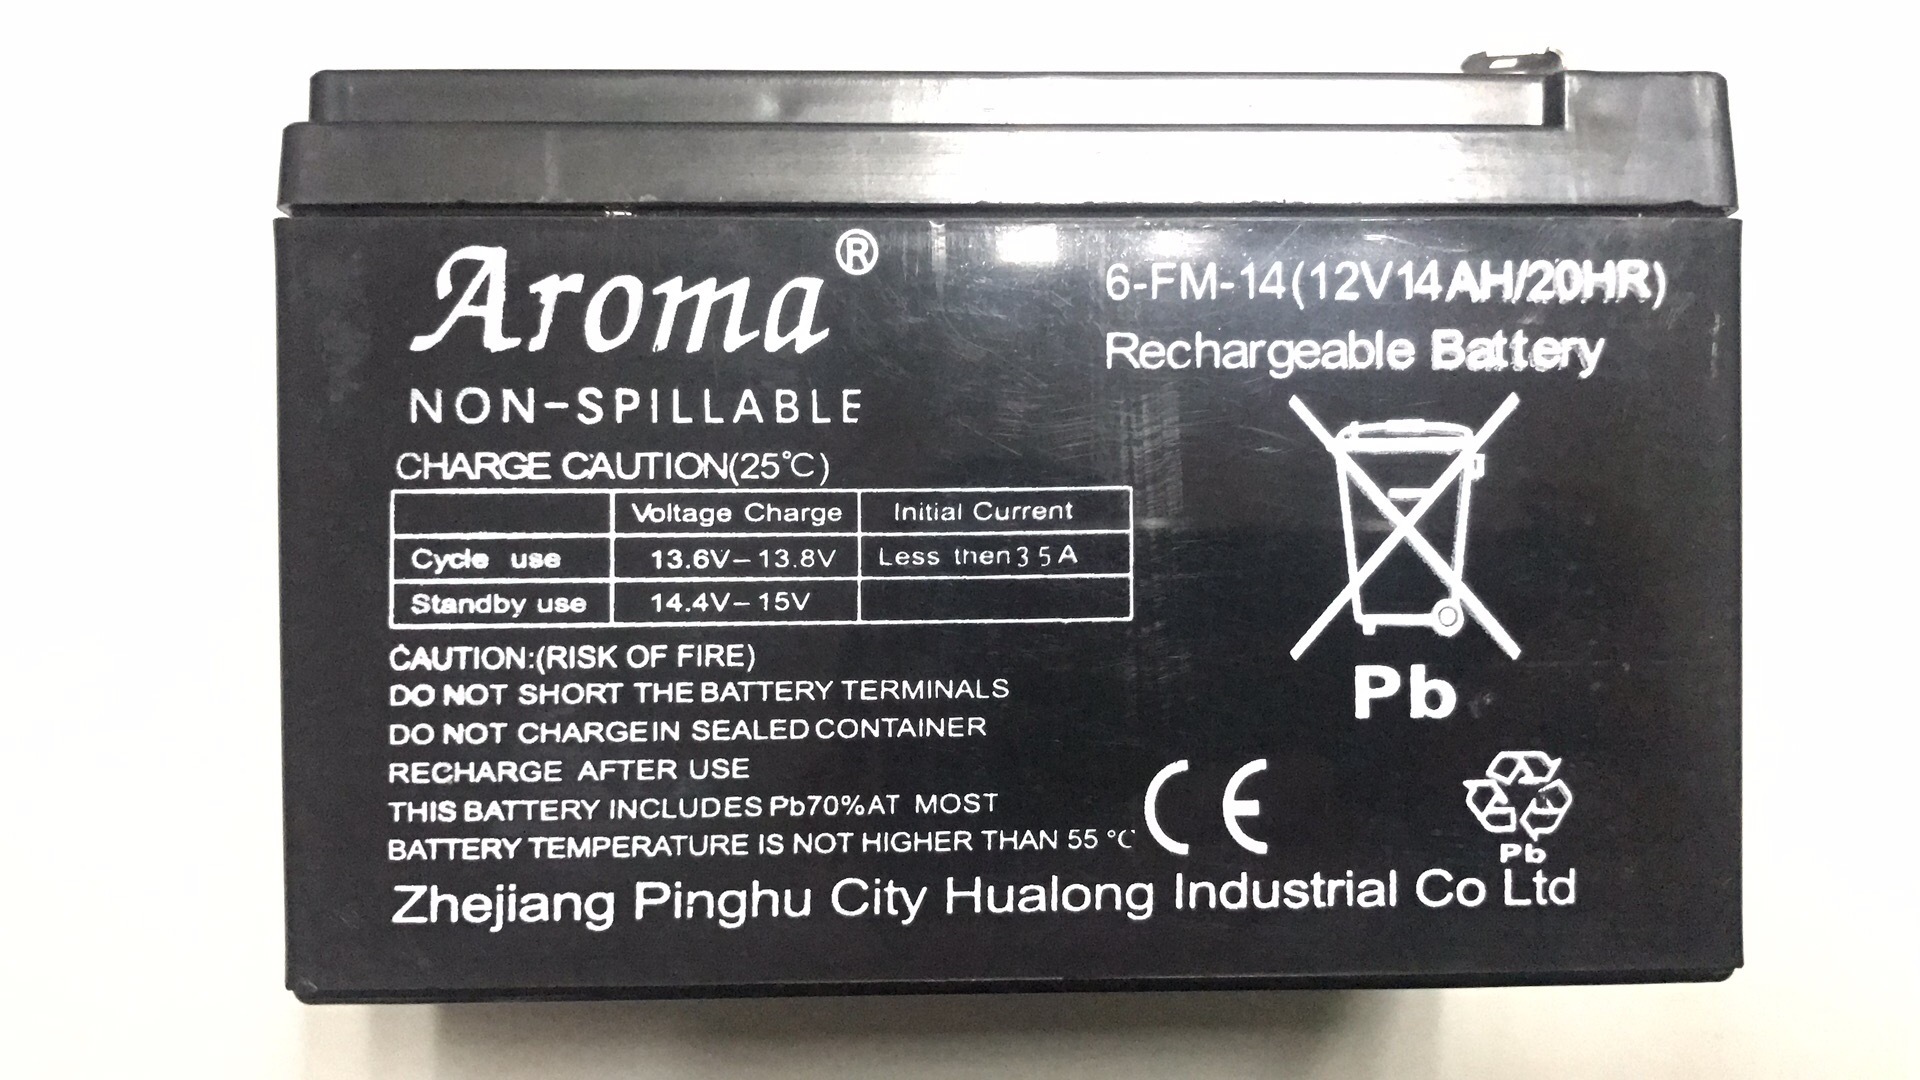 Aroma®
NON-SPILLABLE
6-FM-14(12V14AH/20HR)
Rechargeable Battery
CHARGE CAUTION(25℃)
Voltage Charge Initial Current
Cycle use 13.6V-13.8V Less then 3 5 A
Standby use 14.4V-15V
CAUTION:(RISK OF FIRE)
DO NOT SHORT THE BATTERY TERMINALS
DO NOT CHARGE IN SEALED CONTAINER
RECHARGE AFTER USE
THIS BATTERY INCLUDES Pb70% AT MOST
BATTERY TEMPERATURE IS NOT HIGHER THAN 55 ℃
Pb
CE
Pb
Zhejiang Pinghu City Hualong Industrial Co Ltd